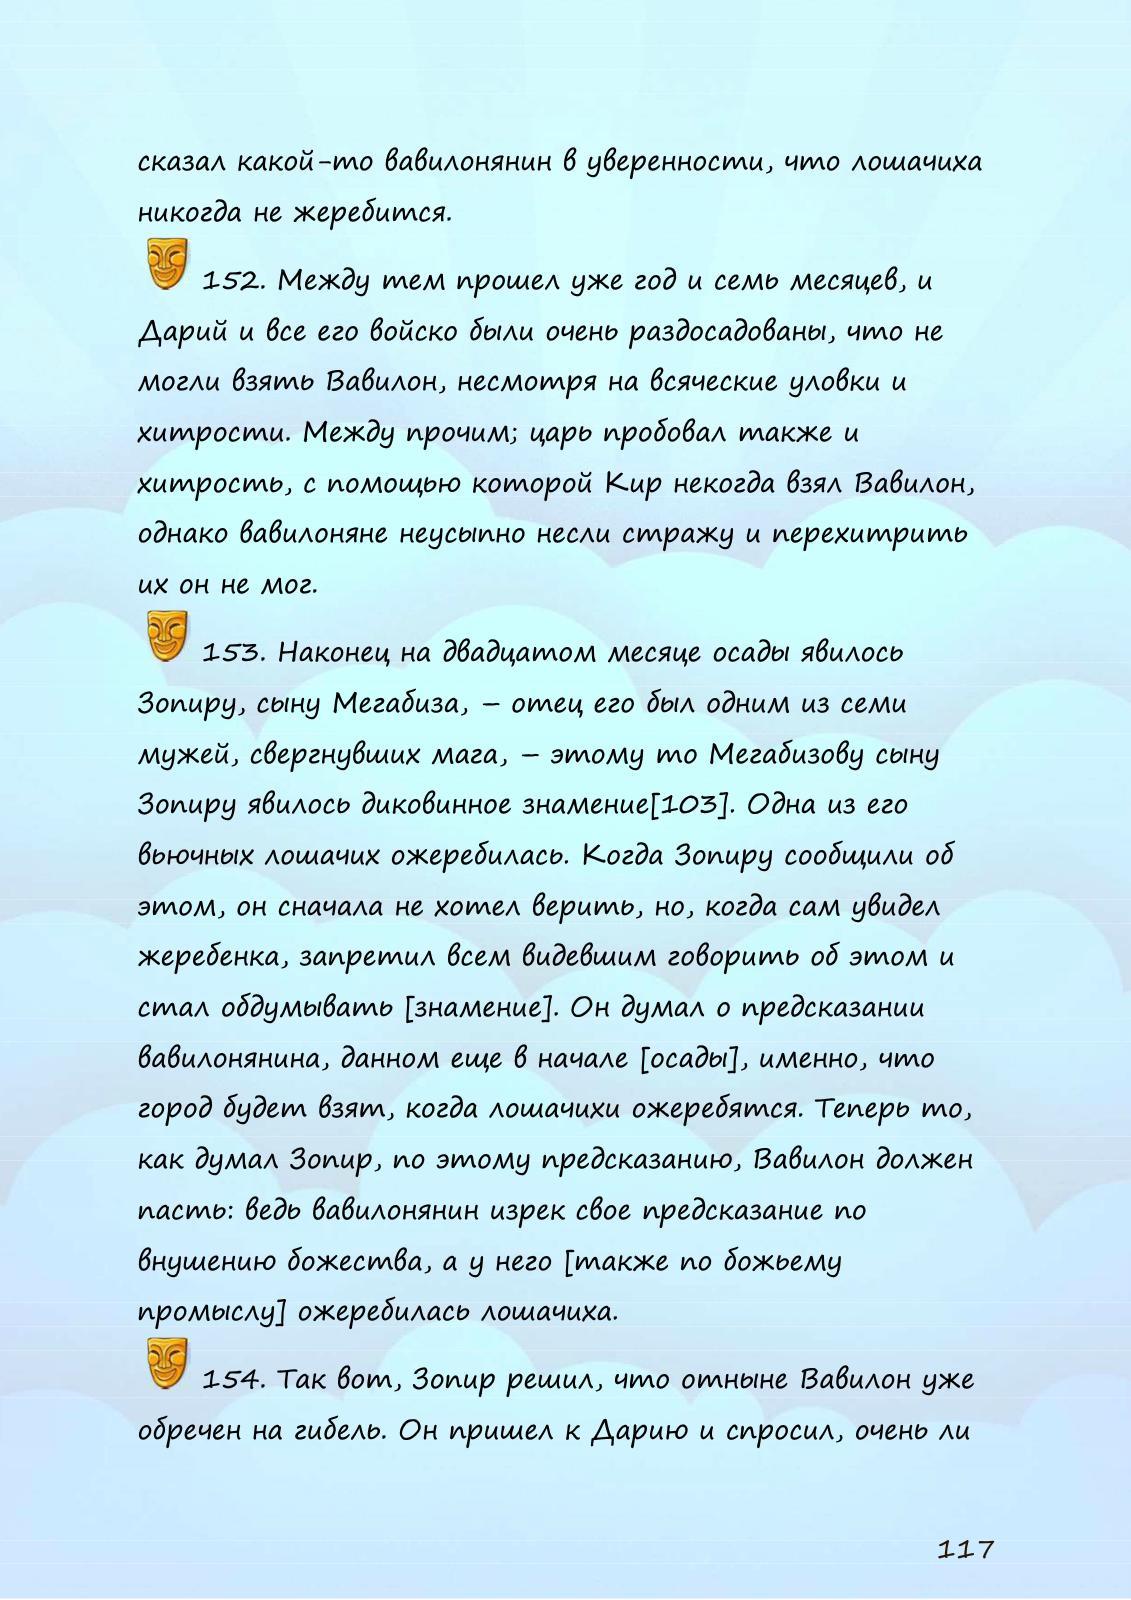 сказал какой-то вавилонянин в уверенности, что лошачиха
никогда не жеребится.
152. Между тем прошел уже год и семь месяцев, и
Дарий и все его войско были очень раздосадованы, что не
могли взять Вавилон, несмотря на всяческие уловки и
хитрости. Между прочим; царь пробовал также и
хитрость, с помощью которой Кир некогда взял Вавилон,
однако вавилоняне неусыпно несли стражу и перехитрить
их он не мог.
153. Наконец на двадцатом месяце осады явилось
Зопиру, сыну Мегабиза, – отец его был одним из семи
мужей, свергнувших мага, – этому то Мегабизову сыну
Зопиру явилось диковинное знамение[103]. Одна из его
вьючных лошачих ожеребилась. Когда Зопиру сообщили об
этом, он сначала не хотел верить, но, когда сам увидел
жеребенка, запретил всем видевшим говорить об этом и
стал обдумывать [знамение]. Он думал о предсказании
вавилонянина, данном еще в начале [осады], именно, что
город будет взят, когда лошачихи ожеребятся. Теперь то,
как думал Зопир, по этому предсказанию, Вавилон должен
пасть: ведь вавилонянин изрек свое предсказание по
внушению божества, а у него [также по божьему
промыслу] ожеребилась лошачиха.
154. Так вот, Зопир решил, что отныне Вавилон уже
обречен на гибель. Он пришел к Дарию и спросил, очень ли
117